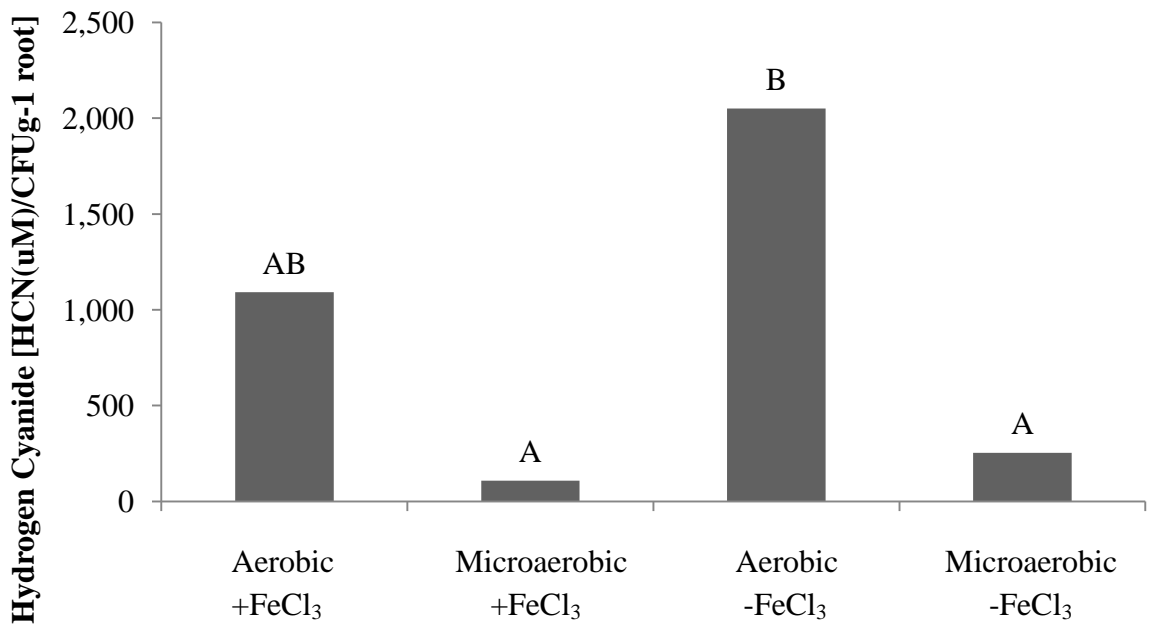 Hydrogen Cyanide [HCN(uM)/CFUg-1 root]
2,500
2,000
1,500
1,000
500
0
AB
A
B
A
Aerobic
+FeCl₃
Microaerobic
+FeCl₃
Aerobic
-FeCl₃
Microaerobic
-FeCl₃